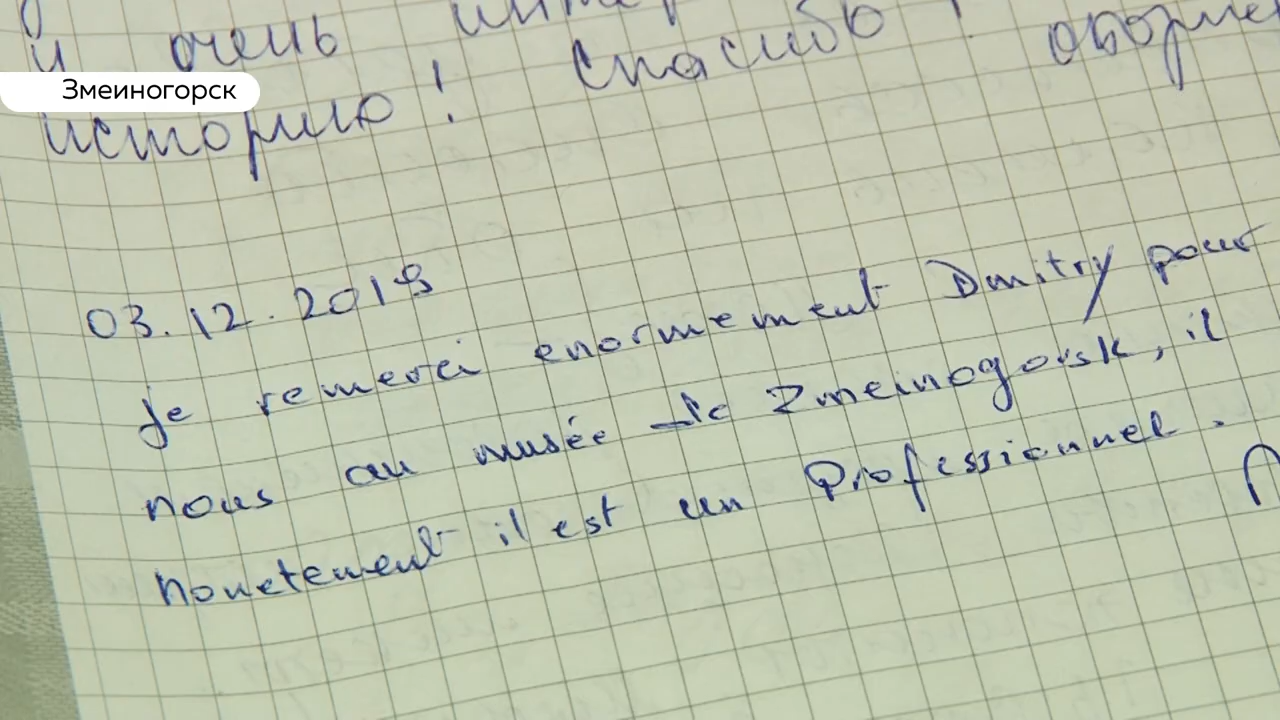 и очень
Змеиногорск
спасибо!
историю!
03.12.2019
je remerci enormement Dmitry pour
nous au musée de Zmeinogorsk, il
honetement il est un Professionnel.